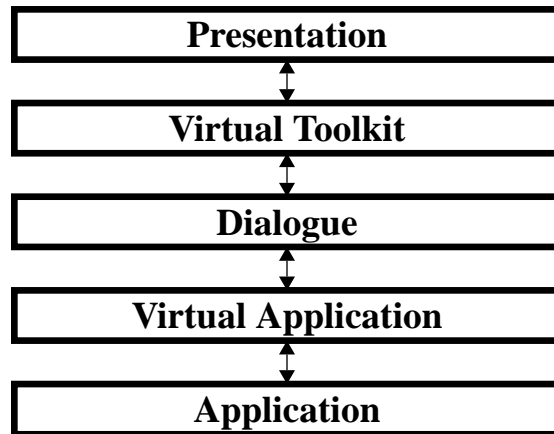 Presentation
Virtual Toolkit
Dialogue
Virtual Application
Application